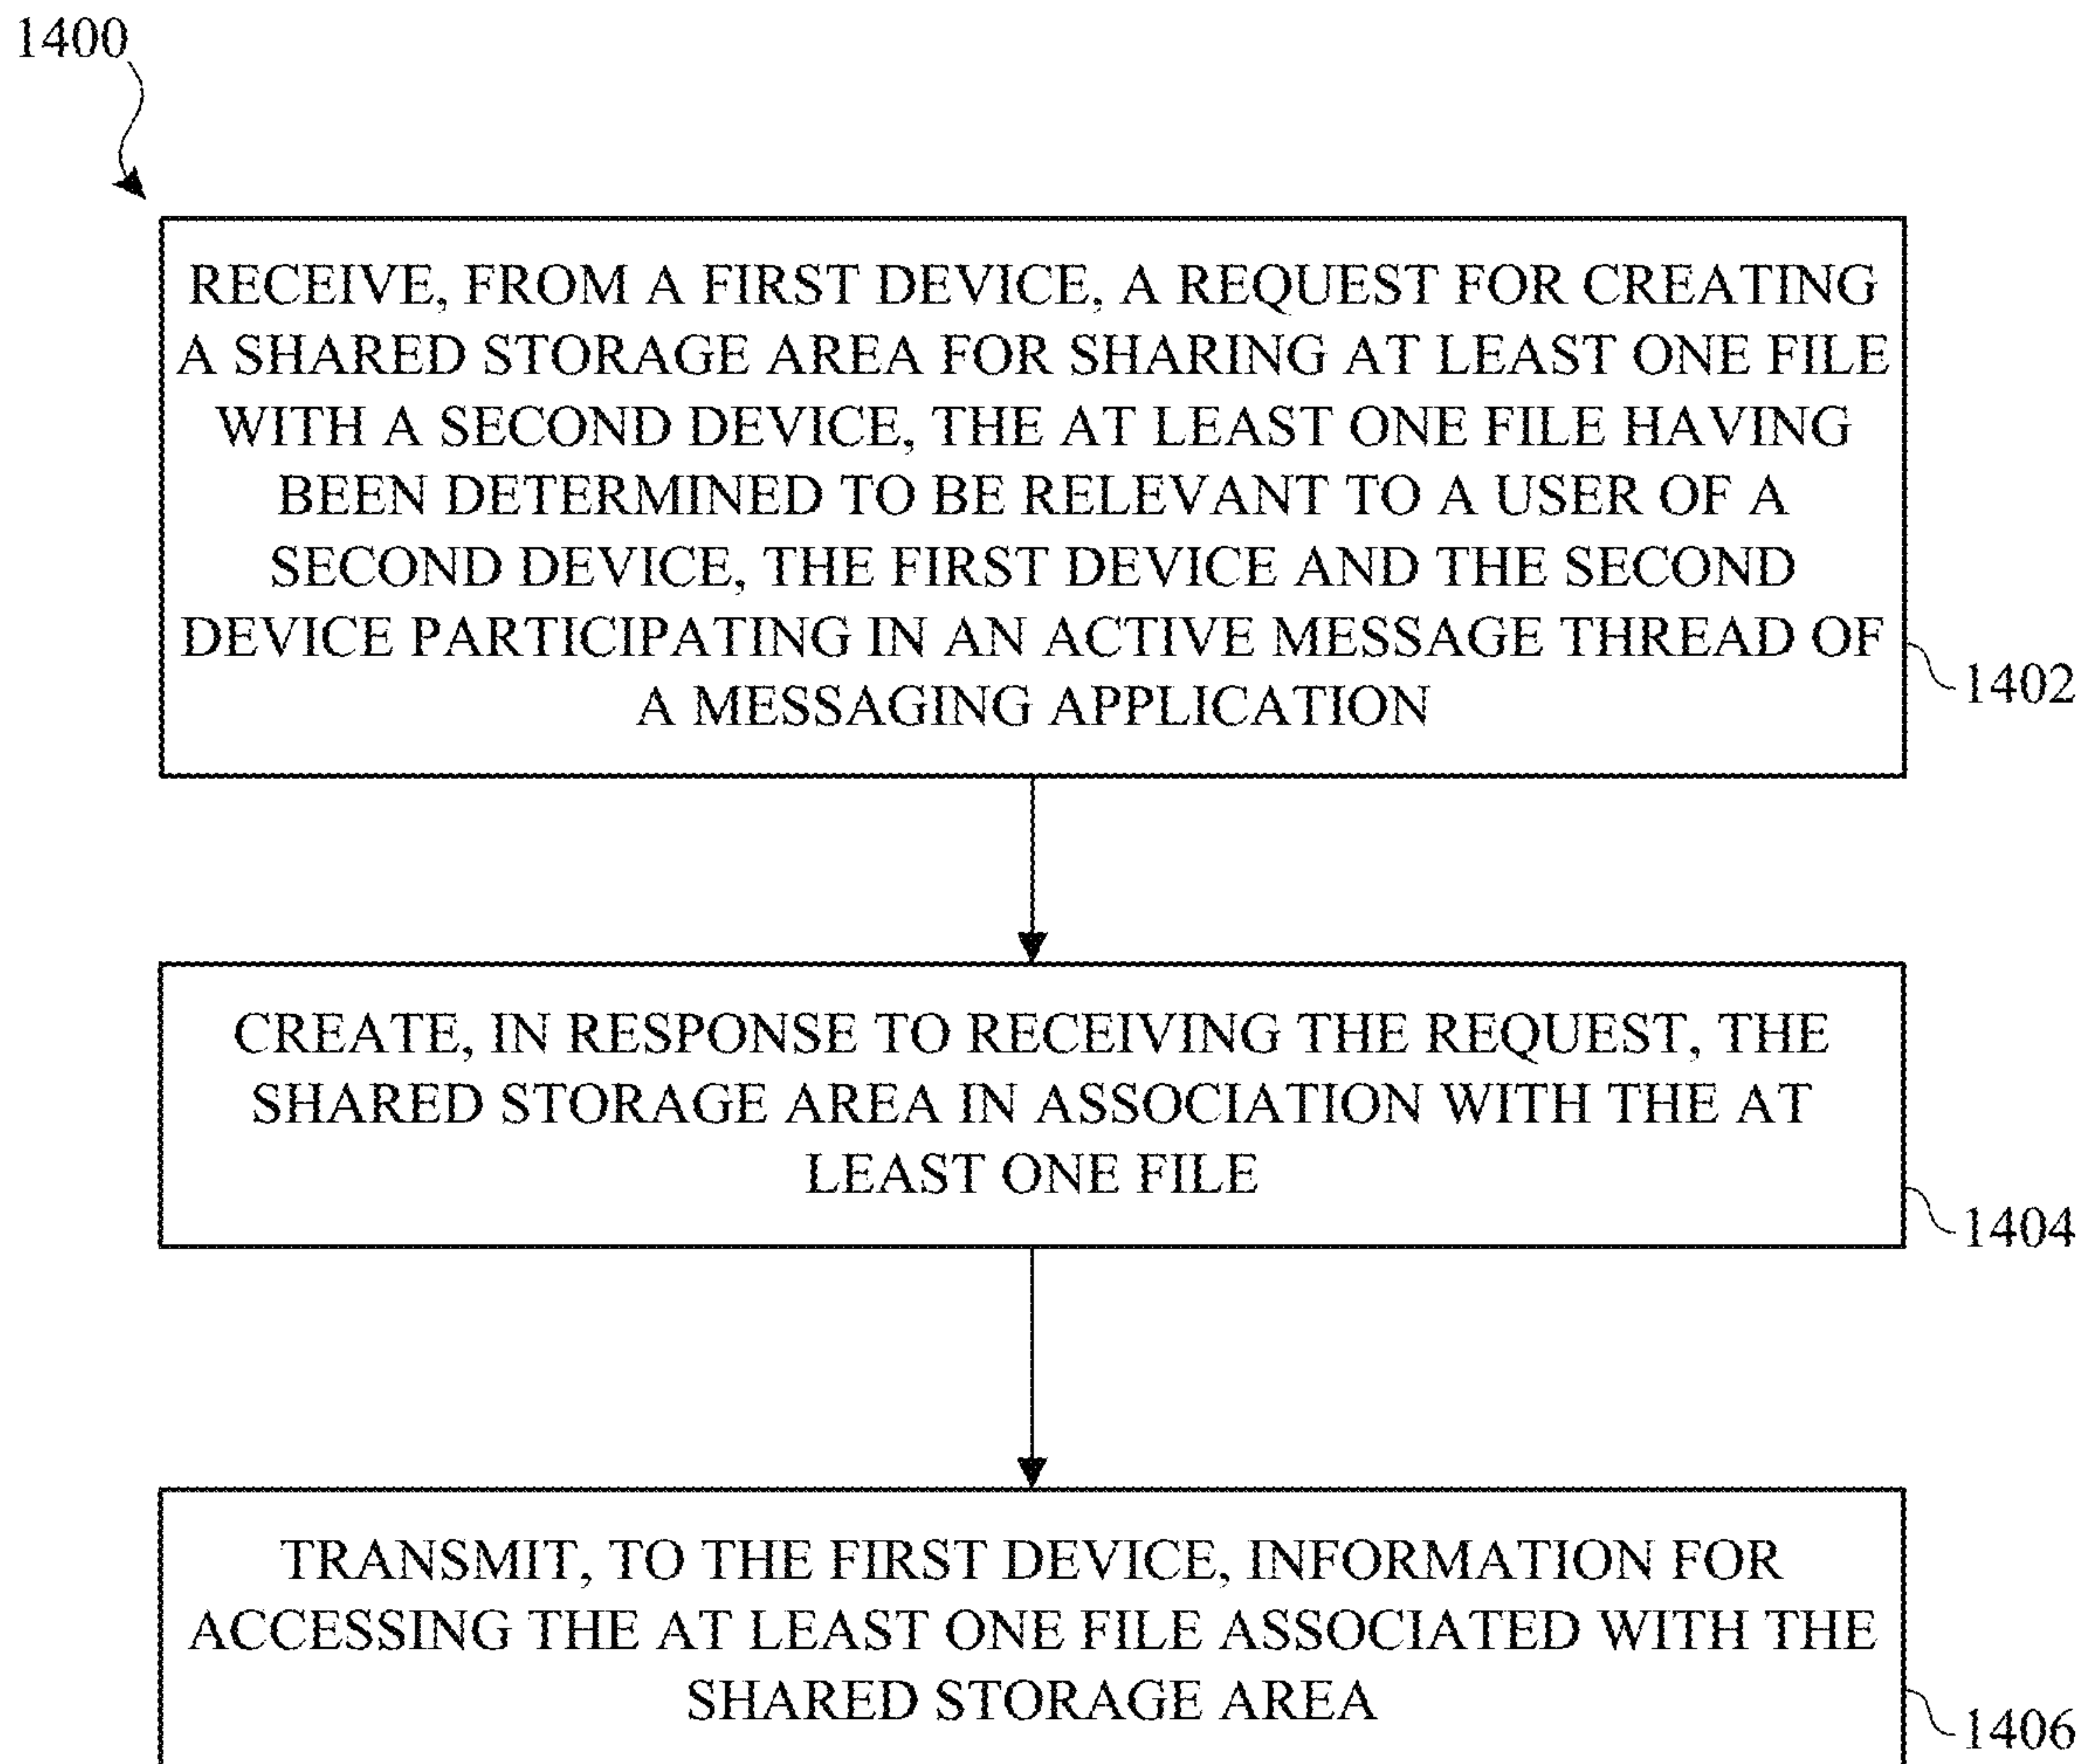 1400
RECEIVE, FROM A FIRST DEVICE, A REQUEST FOR CREATING
A SHARED STORAGE AREA FOR SHARING AT LEAST ONE FILE
WITH A SECOND DEVICE, THE AT LEAST ONE FILE HAVING
BEEN DETERMINED TO BE RELEVANT TO A USER OF A
SECOND DEVICE, THE FIRST DEVICE AND THE SECOND
DEVICE PARTICIPATING IN AN ACTIVE MESSAGE THREAD OF
A MESSAGING APPLICATION
1402
CREATE, IN RESPONSE TO RECEIVING THE REQUEST, THE
SHARED STORAGE AREA IN ASSOCIATION WITH THE AT
LEAST ONE FILE
1404
TRANSMIT, TO THE FIRST DEVICE, INFORMATION FOR
ACCESSING THE AT LEAST ONE FILE ASSOCIATED WITH THE
SHARED STORAGE AREA
1406